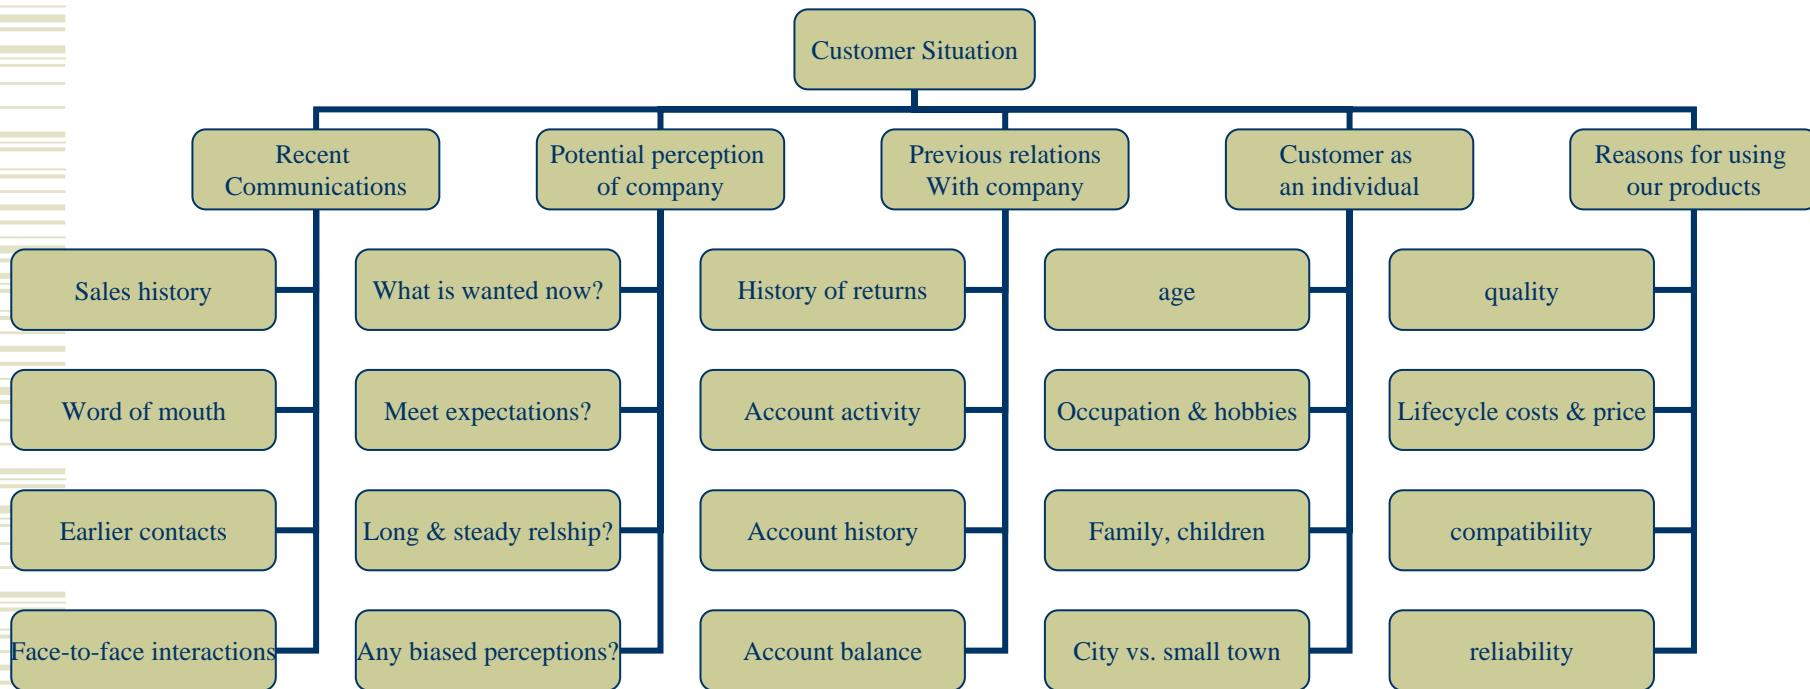 Customer Situation
Recent
Communications
Potential perception
of company
Previous relations
With company
Customer as
an individual
Reasons for using
our products
Sales history
What is wanted now?
History of returns
age
quality
Word of mouth
Meet expectations?
Account activity
Occupation & hobbies
Lifecycle costs & price
Earlier contacts
Long & steady relship?
Account history
Family, children
compatibility
Face-to-face interactions
Any biased perceptions?
Account balance
City vs. small town
reliability